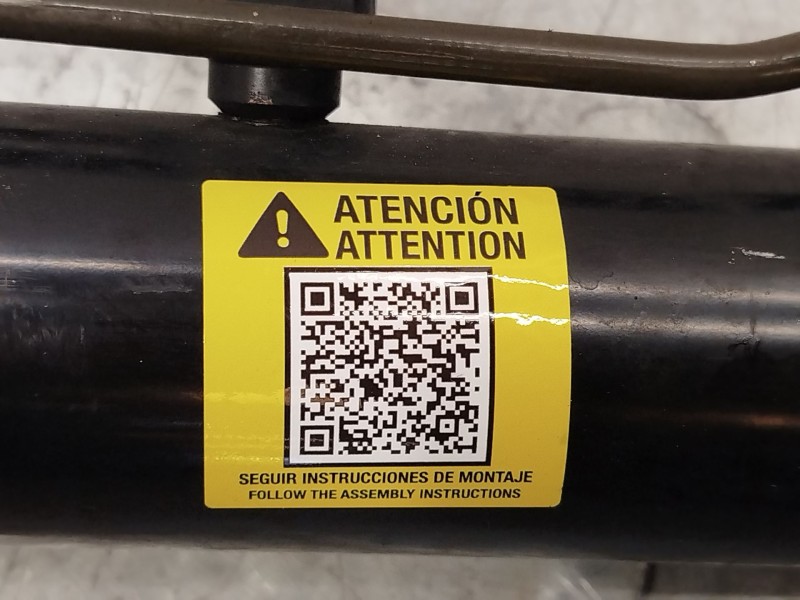 ATENCIÓN
ATTENTION
SEGUIR INSTRUCCIONES DE MONTAJE
FOLLOW THE ASSEMBLY INSTRUCTIONS